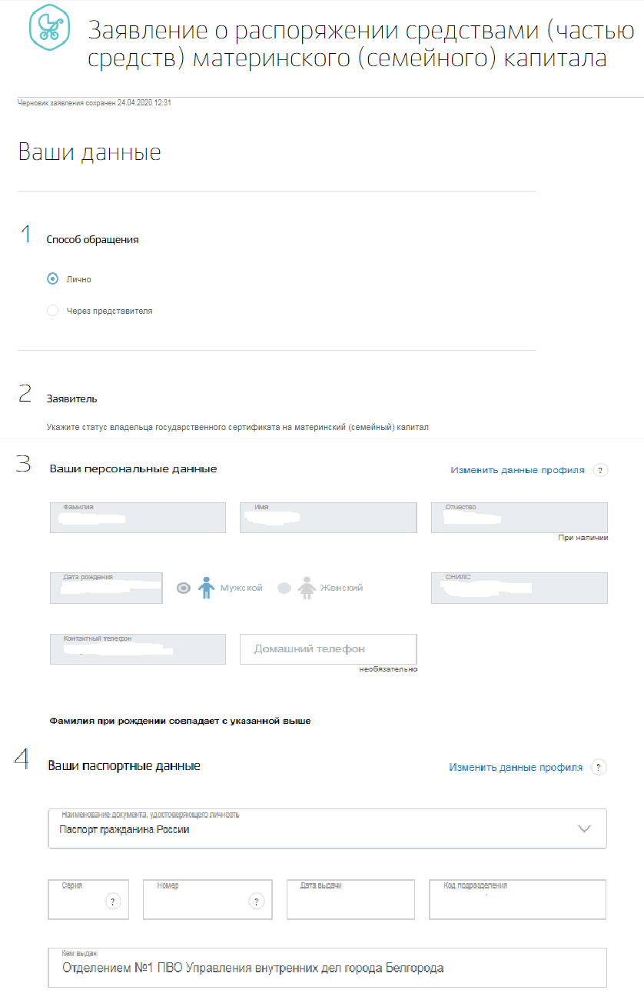 Заявление о распоряжении средствами (частью
средств) материнского (семейного) капитала
Черновик заявления сохранен 24.04.2020 12:31
Ваши данные
1 Способ обращения
Лично
Через представителя
2 Заявитель
Укажите статус владельца государственного сертификата на материнский (семейный) капитал
3 Ваши персональные данные Изменить данные профиля ?
Фамилия Имя Отчество
При наличии
Дата рождения Мужской Женский СНИЛС
Контактный телефон Домашний телефон
необязательно
Фамилия при рождении совпадает с указанной выше
4 Ваши паспортные данные Изменить данные профиля ?
Наименование документа, удостоверяющего личность
Паспорт гражданина России
Серия ? Номер ? Дата выдачи Код подразделения
Кем выдан
Отделением №1 ПВО Управления внутренних дел города Белгорода